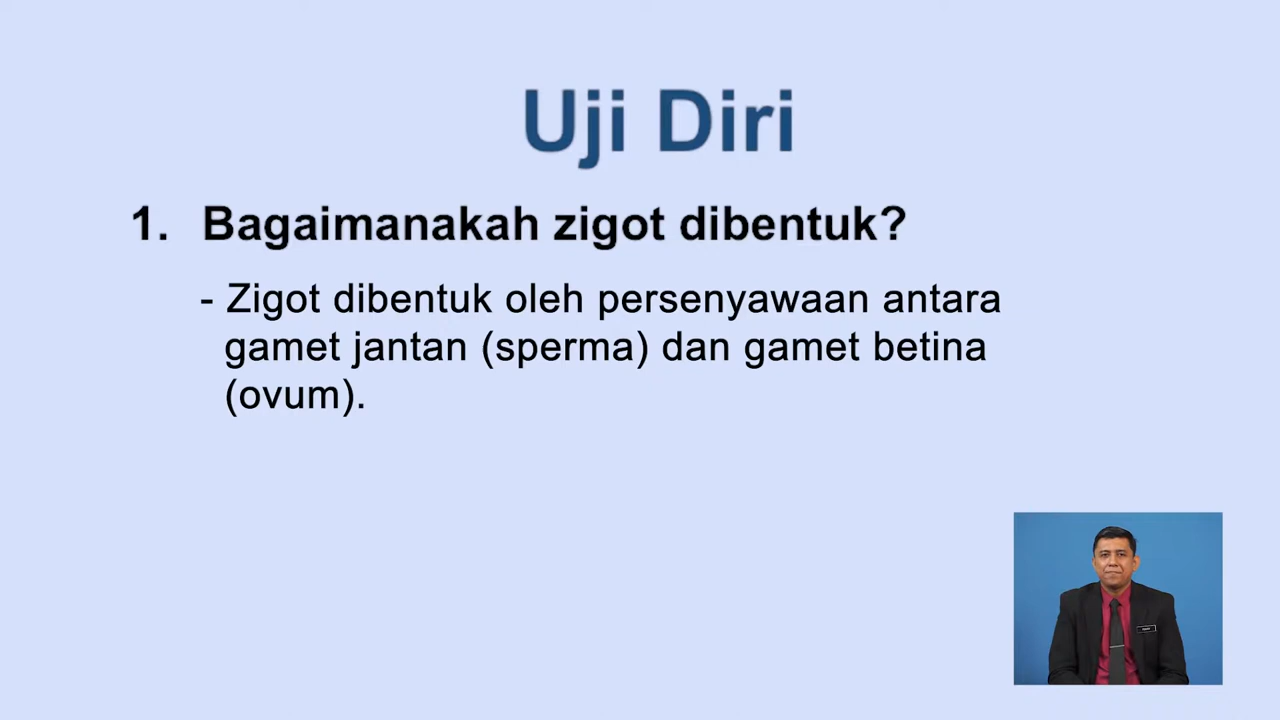 Uji Diri
1. Bagaimanakah zigot dibentuk?
- Zigot dibentuk oleh persenyawaan antara
gamet jantan (sperma) dan gamet betina
(ovum).